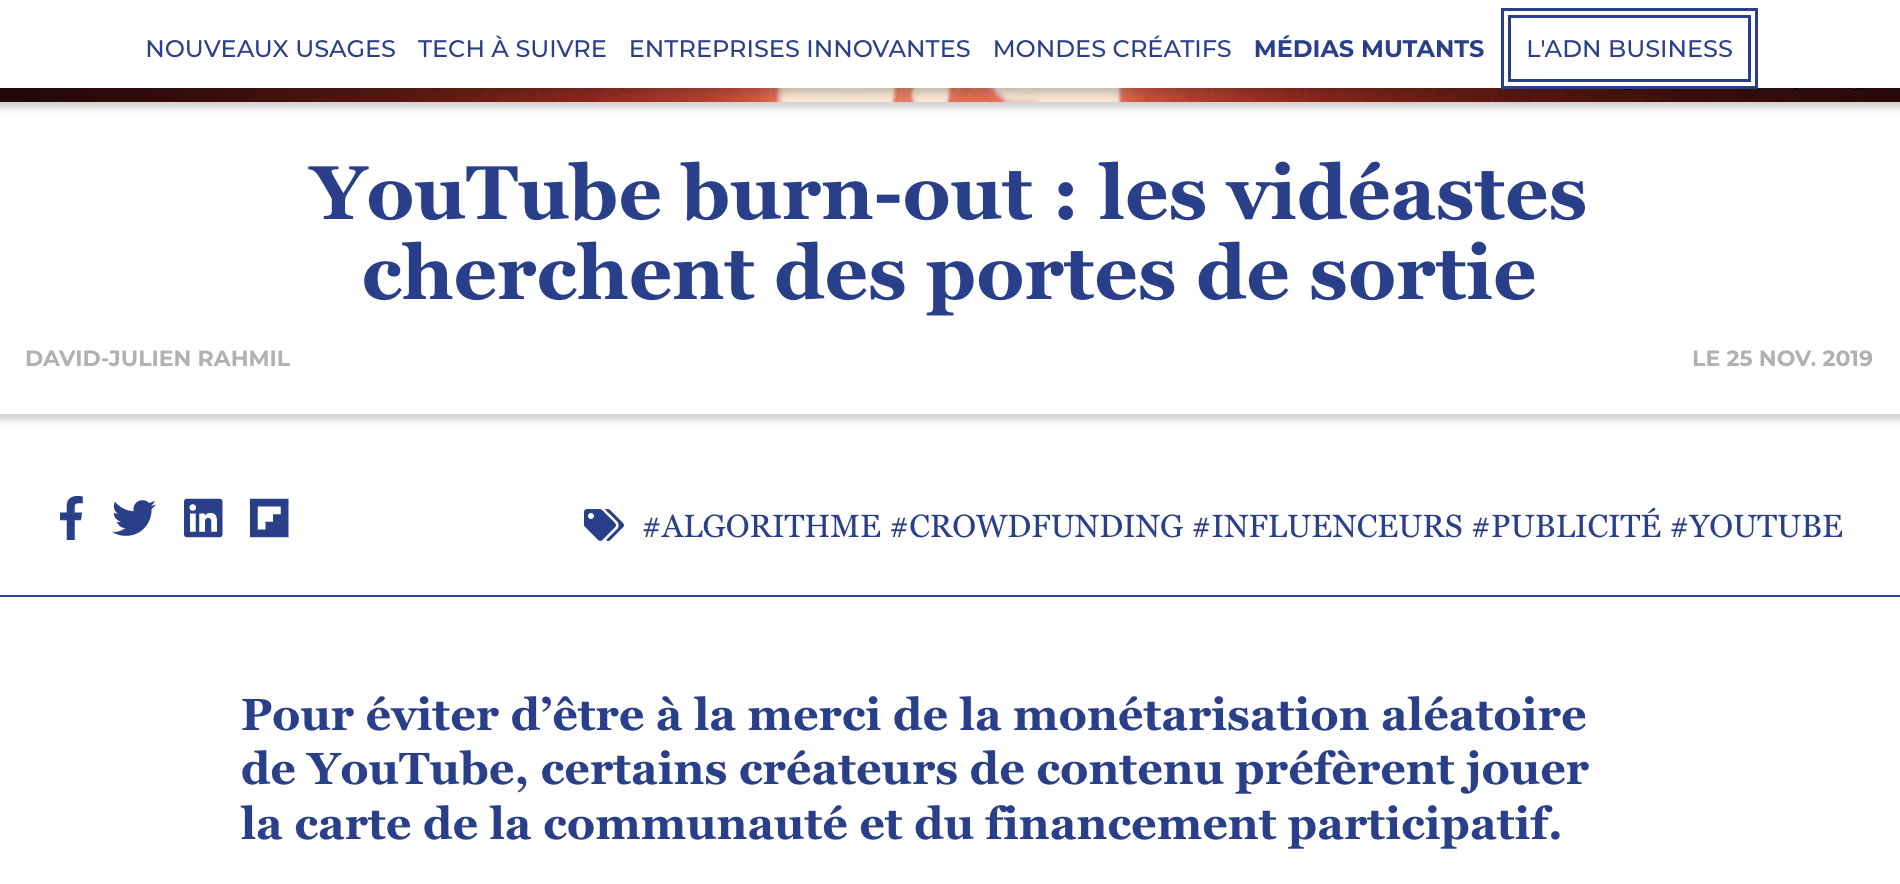 NOUVEAUX USAGES TECH À SUIVRE ENTREPRISES INNOVANTES MONDES CRÉATIFS MÉDIAS MUTANTS L'ADN BUSINESS
YouTube burn-out : les vidéastes
cherchent des portes de sortie
DAVID-JULIEN RAHMIL LE 25 NOV. 2019
#ALGORITHME #CROWDFUNDING #INFLUENCEURS #PUBLICITÉ #YOUTUBE
Pour éviter d’être à la merci de la monétarisation aléatoire
de YouTube, certains créateurs de contenu préfèrent jouer
la carte de la communauté et du financement participatif.